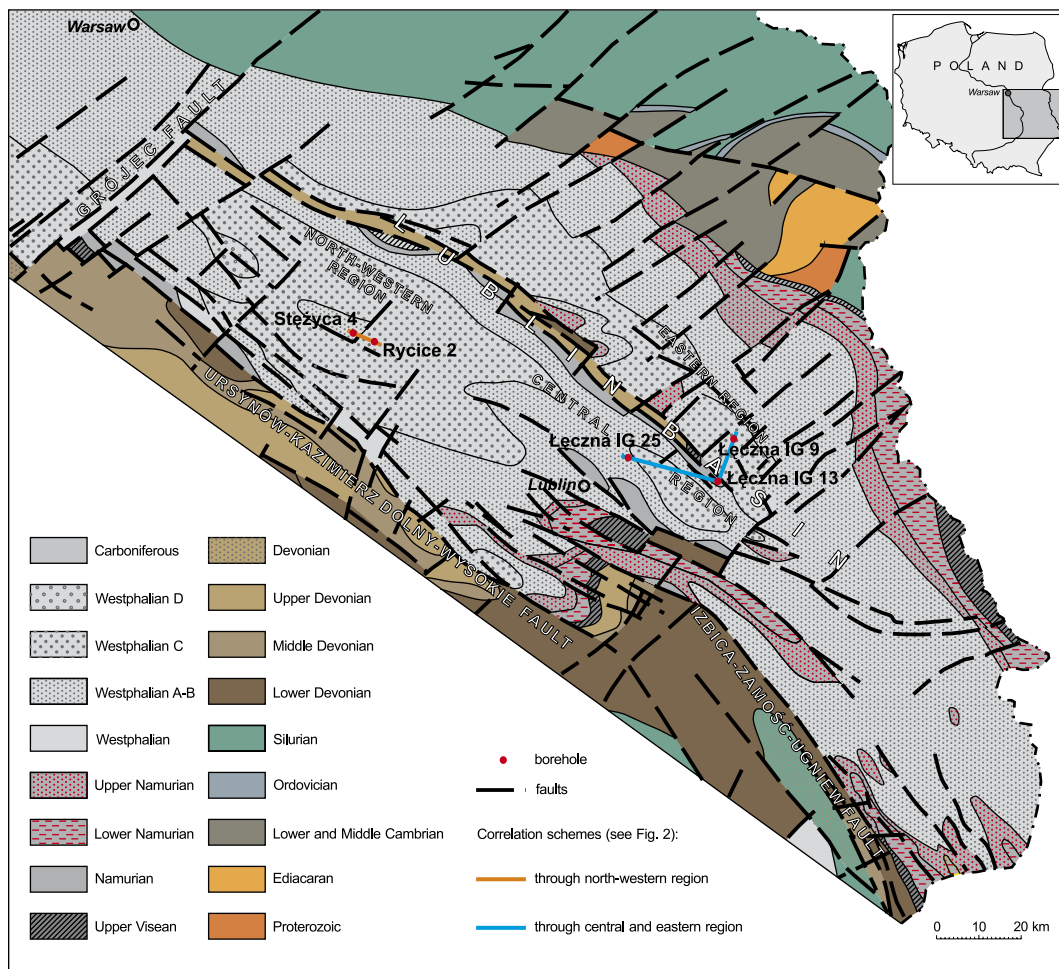 Warsaw
POLAND
Warsaw
GRÓJEC FAULT
LUBLIN BASIN
NORTH-WESTERN
REGION
Stężyca 4
Rycice 2
EASTERN REGION
CENTRAL
REGION
Łęczna IG 25
Łęczna IG 9
Łęczna IG 13
Lublin
URSYNÓW-KAZIMIERZ DOLNY-WYSOKIE FAULT
IZBICA-ZAMOŚĆ-UGNIEW FAULT
Carboniferous
Westphalian D
Westphalian C
Westphalian A-B
Westphalian
Upper Namurian
Lower Namurian
Namurian
Upper Visean
Devonian
Upper Devonian
Middle Devonian
Lower Devonian
Silurian
Ordovician
Lower and Middle Cambrian
Ediacaran
Proterozoic
borehole
faults
Correlation schemes (see Fig. 2):
through north-western region
through central and eastern region
0 10 20 km